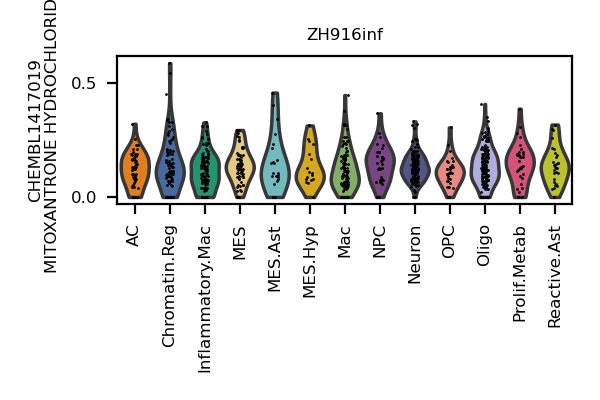 ZH916inf
CHEMBL1417019
MITOXANTRONE HYDROCHLORID
0.5
0.0
AC
Chromatin.Reg
Inflammatory.Mac
MES
MES.Ast
MES.Hyp
Mac
NPC
Neuron
OPC
Oligo
Prolif.Metab
Reactive.Ast